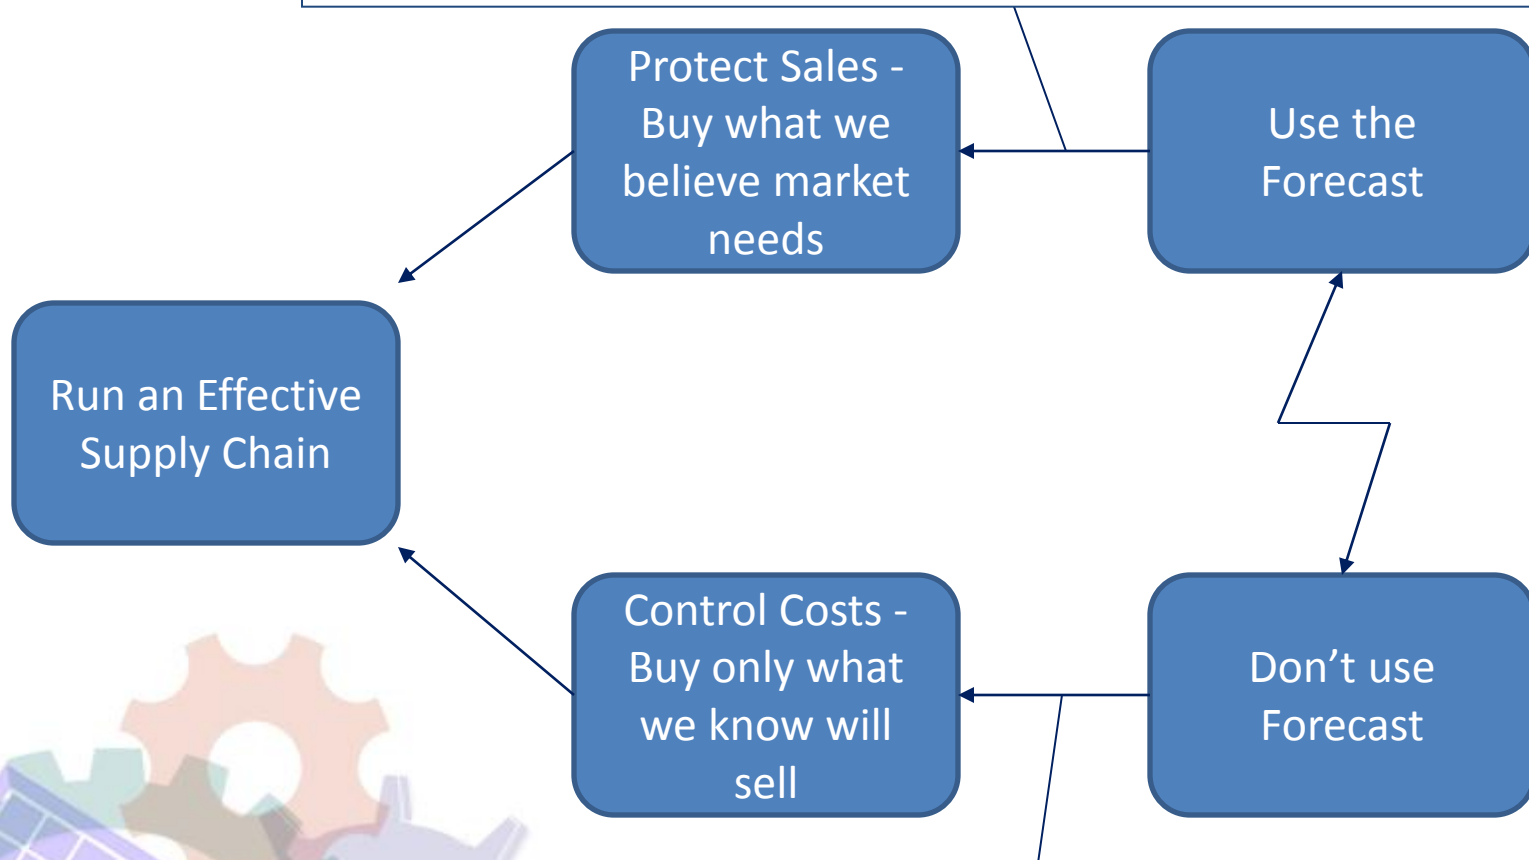 Protect Sales -
Buy what we
believe market
needs
Use the
Forecast
Run an Effective
Supply Chain
Control Costs -
Buy only what
we know will
sell
Don’t use
Forecast